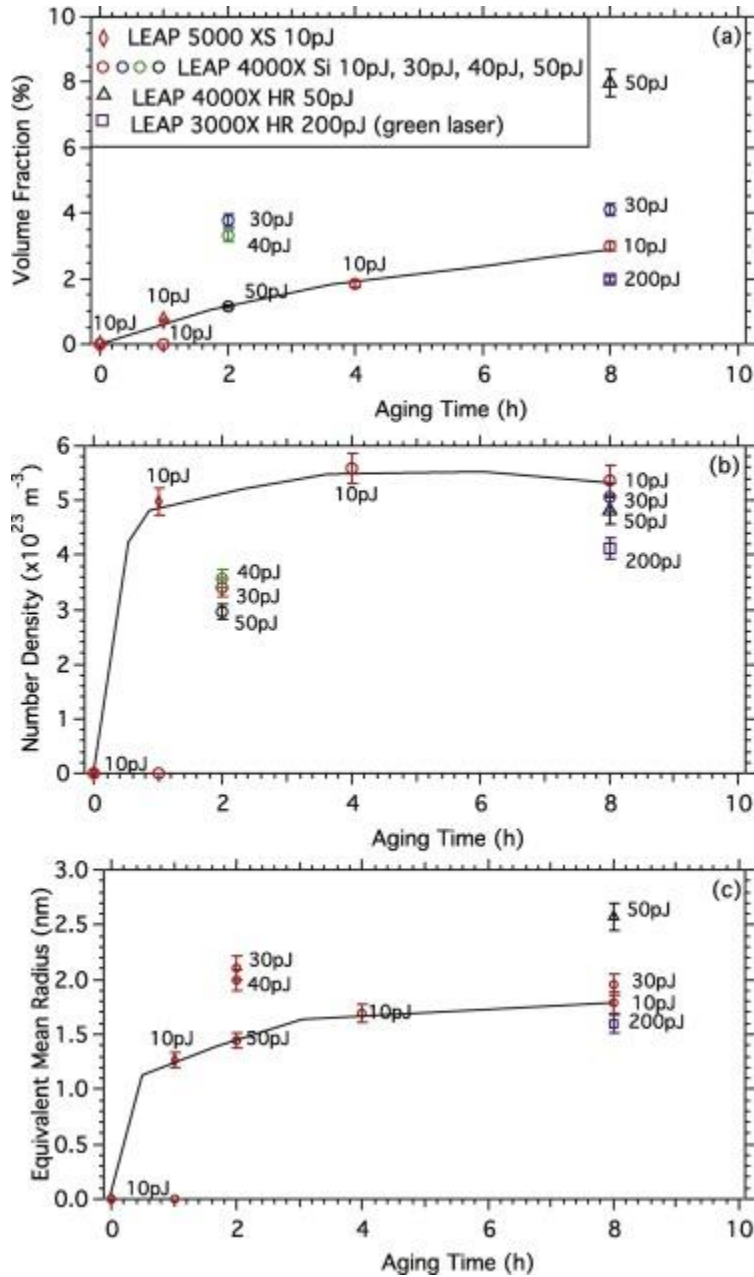 10
(a)
LEAP 5000 XS 10pJ
LEAP 4000X Si 10pJ, 30pJ, 40pJ, 50pJ
LEAP 4000X HR 50pJ
LEAP 3000X HR 200pJ (green laser)
50pJ
8
6
4
2
0
Volume Fraction (%)
30pJ
40pJ
30pJ
10pJ
10pJ
200pJ
10pJ
50pJ
10pJ
10pJ
0 2 4 6 8 10
Aging Time (h)
6
5
4
3
2
1
0
Number Density (x10²³ m⁻³)
(b)
10pJ
10pJ
10pJ
30pJ
50pJ
200pJ
40pJ
30pJ
50pJ
10pJ
0 2 4 6 8 10
Aging Time (h)
3.0
2.5
2.0
1.5
1.0
0.5
0.0
Equivalent Mean Radius (nm)
(c)
50pJ
30pJ
40pJ
30pJ
10pJ
200pJ
10pJ
50pJ
10pJ
10pJ
0 2 4 6 8 10
Aging Time (h)